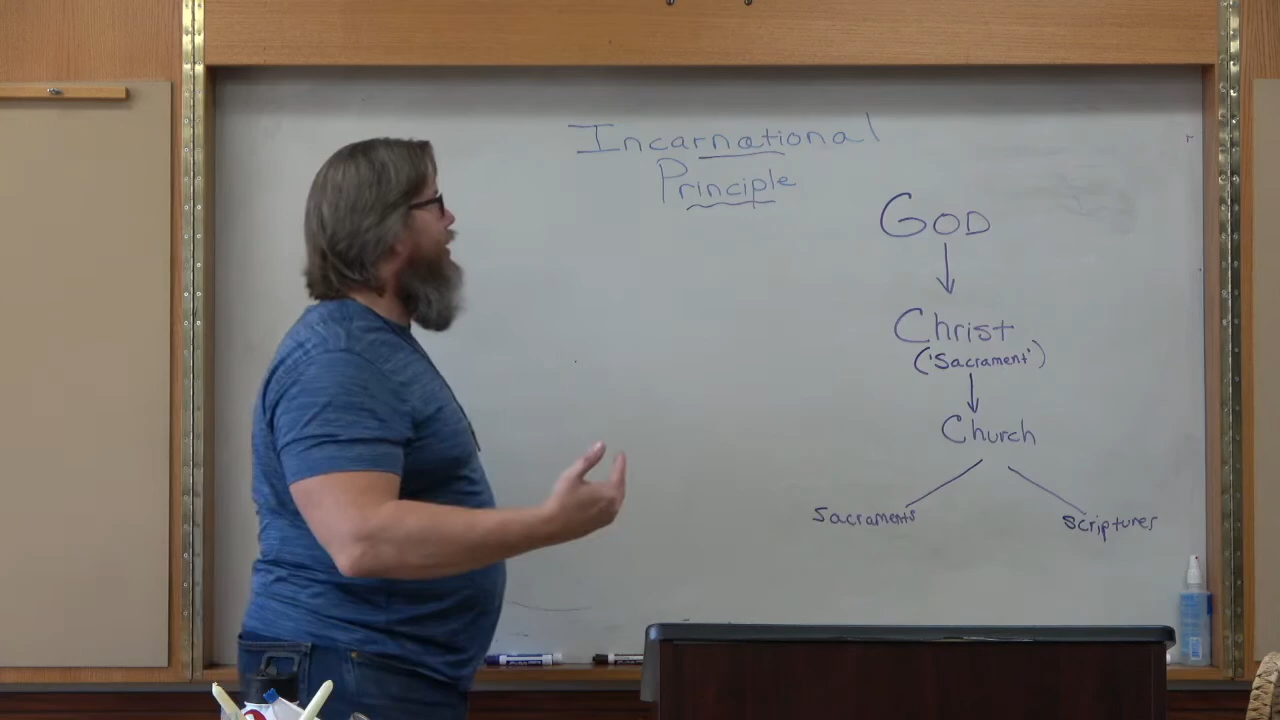 Incarnational
Principle
GOD
Christ
('Sacrament')
Church
Sacraments
Scriptures